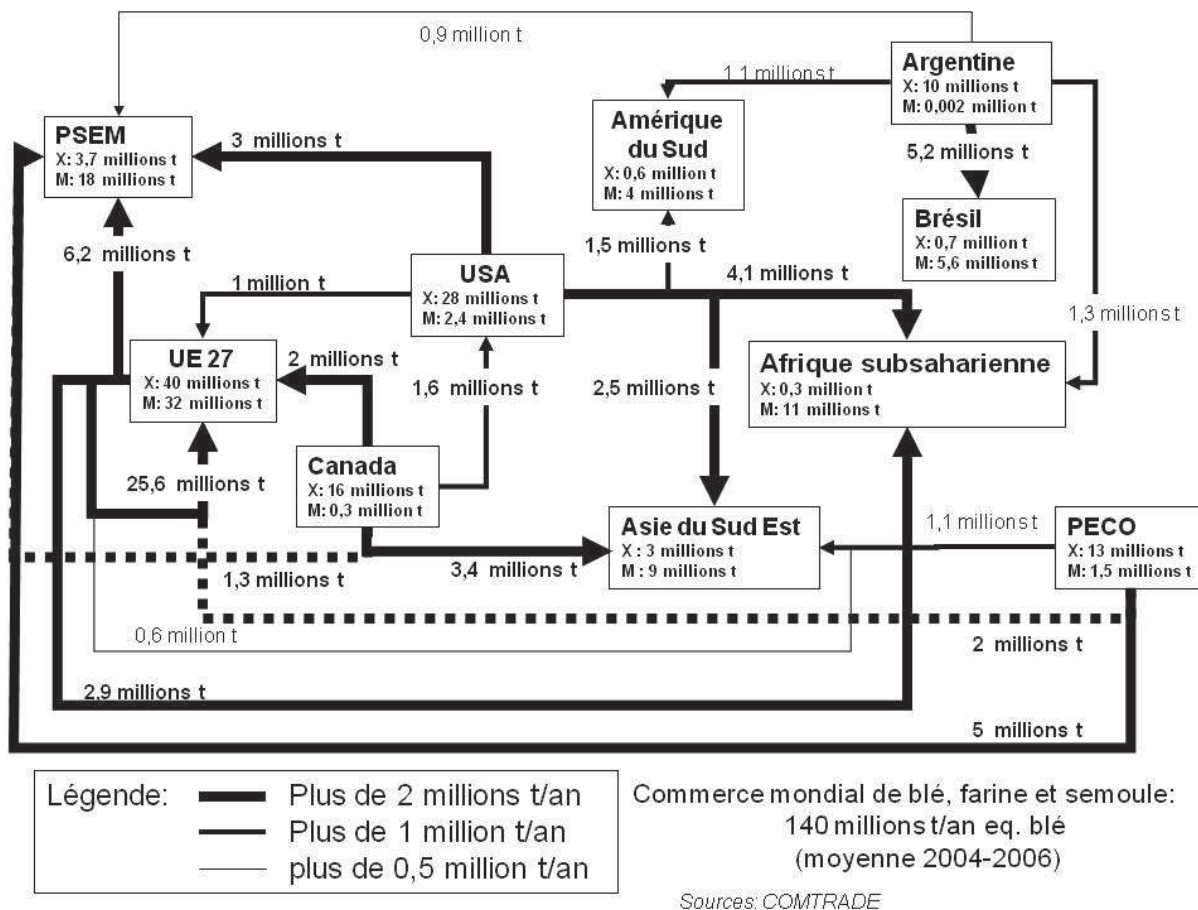 0,9 million t
Argentine
X: 10 millions t
M: 0,002 million t
1,1 millions t
PSEM
X: 3,7 millions t
M: 18 millions t
3 millions t
Amérique
du Sud
X: 0,6 million t
M: 4 millions t
5,2 millions t
Brésil
X: 0,7 million t
M: 5,6 millions t
6,2 millions t
1,5 millions t
USA
X: 28 millions t
M: 2,4 millions t
4,1 millions t
1 million t
1,3 millions t
UE 27
X: 40 millions t
M: 32 millions t
2 millions t
1,6 millions t
2,5 millions t
Afrique subsaharienne
X: 0,3 million t
M: 11 millions t
25,6 millions t
Canada
X: 16 millions t
M: 0,3 million t
Asie du Sud Est
X : 3 millions t
M : 9 millions t
1,1 millions t
PECO
X: 13 millions t
M: 1,5 millions t
1,3 millions t
3,4 millions t
0,6 million t
2 millions t
2,9 millions t
5 millions t
Légende:
Plus de 2 millions t/an
Plus de 1 million t/an
plus de 0,5 million t/an
Commerce mondial de blé, farine et semoule:
140 millions t/an eq. blé
(moyenne 2004-2006)
Sources: COMTRADE